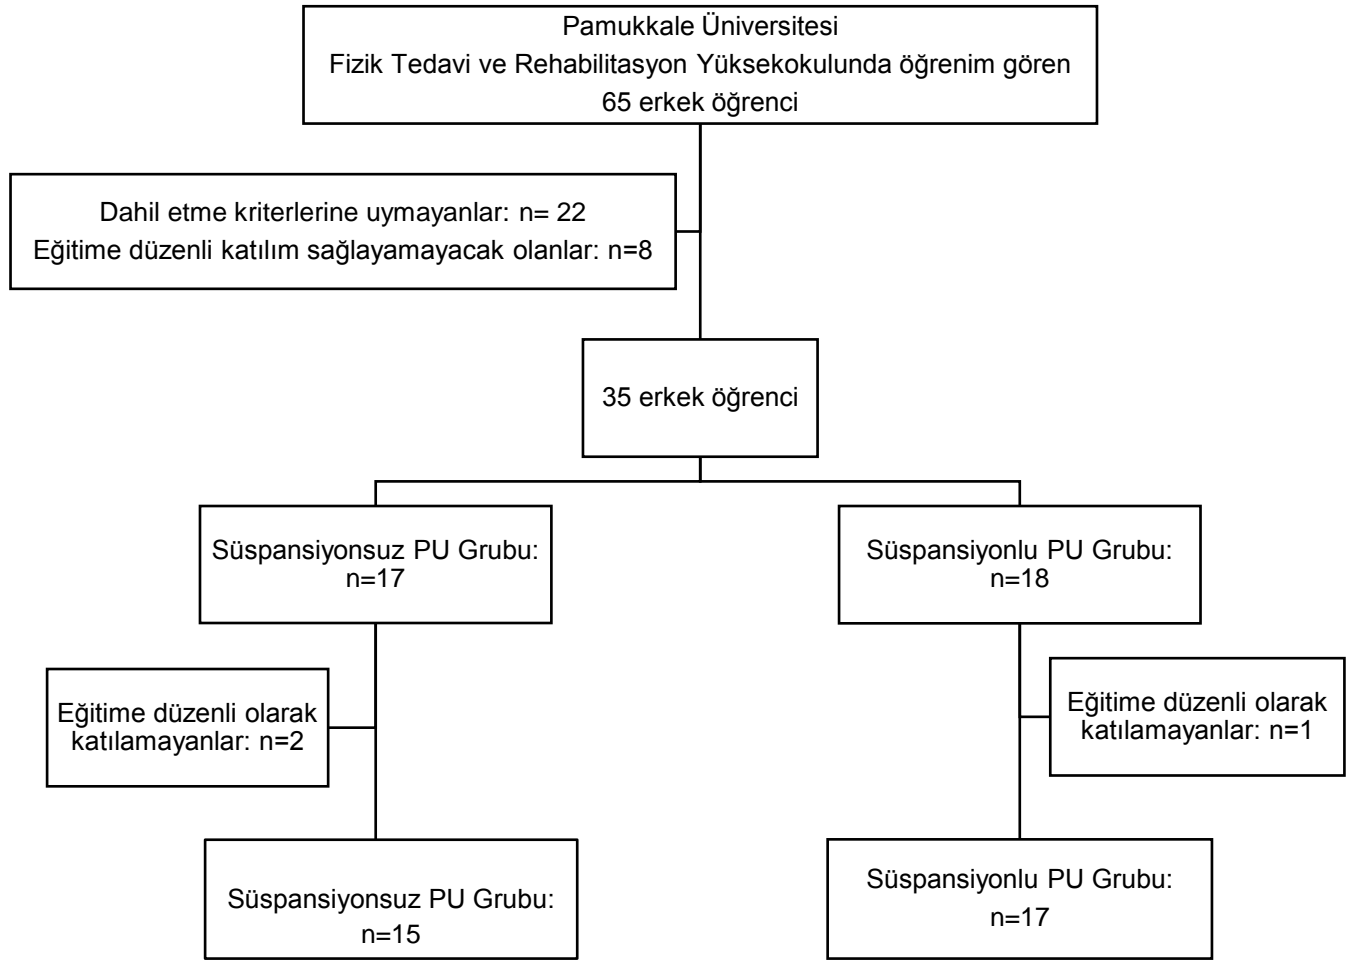 Pamukkale Üniversitesi
Fizik Tedavi ve Rehabilitasyon Yüksekokulunda öğrenim gören
65 erkek öğrenci
Dahil etme kriterlerine uymayanlar: n= 22
Eğitime düzenli katılım sağlayamayacak olanlar: n=8
35 erkek öğrenci
Süspansiyonsuz PU Grubu:
n=17
Süspansiyonlu PU Grubu:
n=18
Eğitime düzenli olarak
katılamayanlar: n=2
Eğitime düzenli olarak
katılamayanlar: n=1
Süspansiyonsuz PU Grubu:
n=15
Süspansiyonlu PU Grubu:
n=17